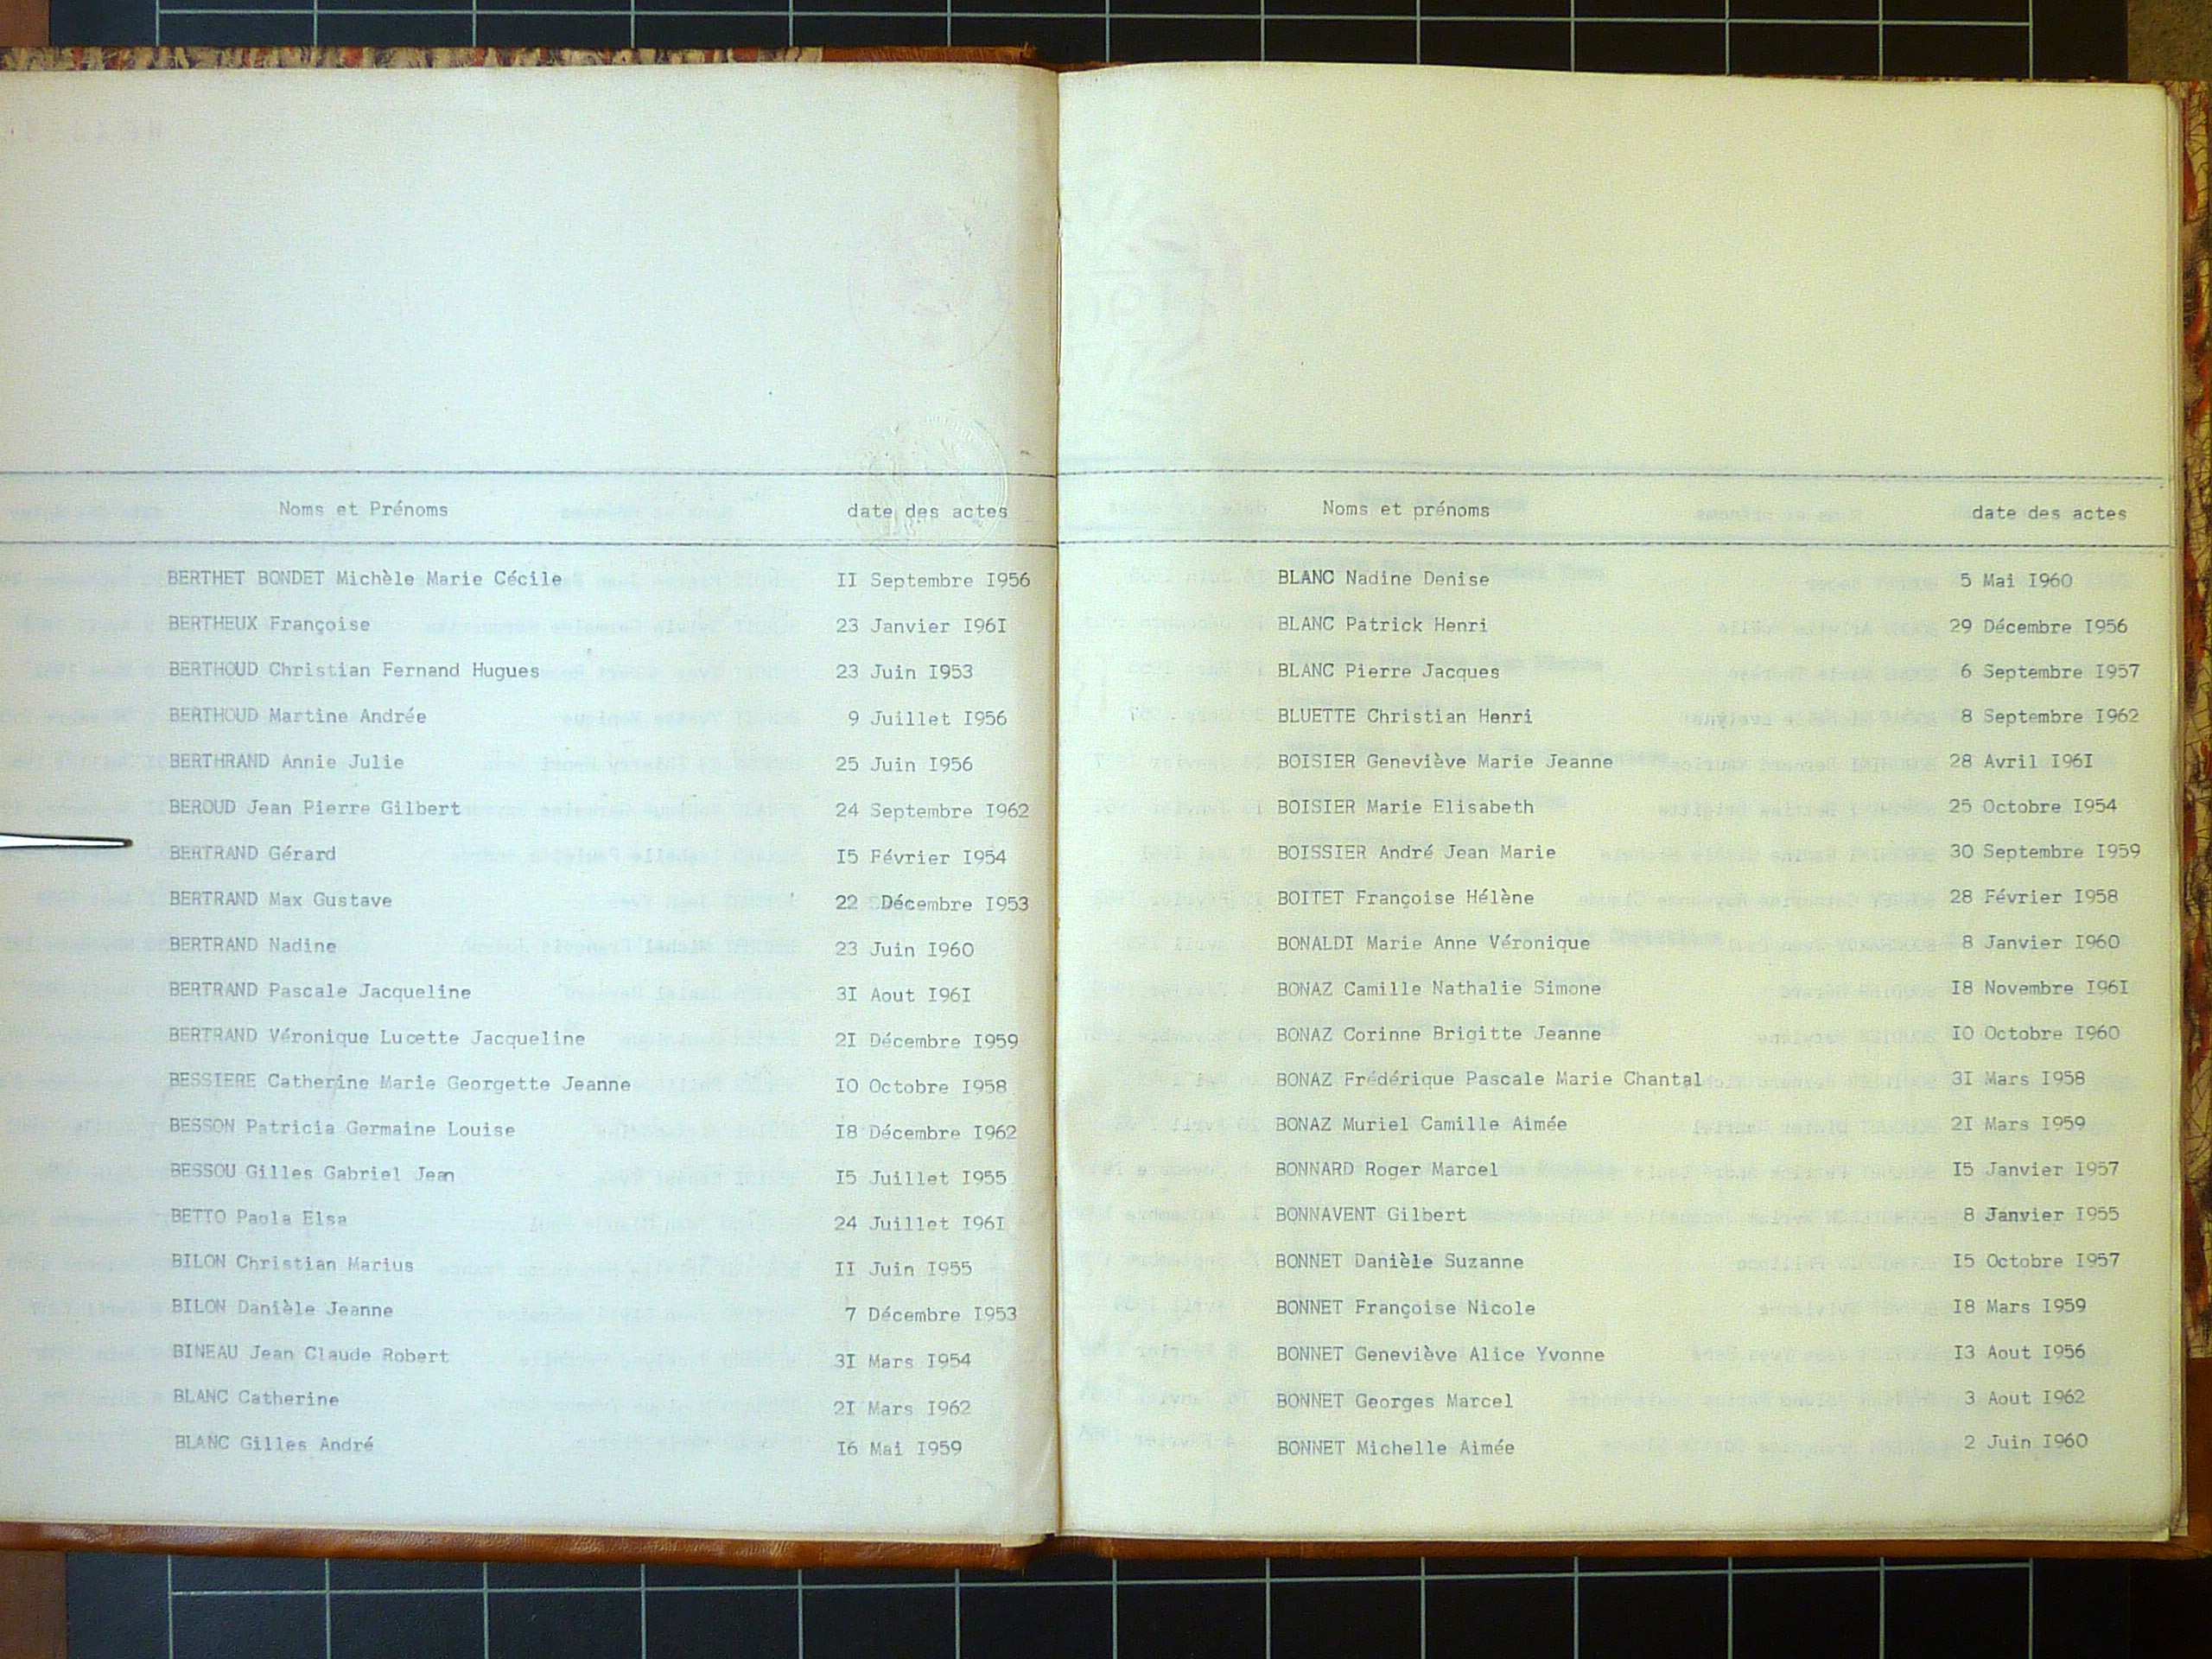 Noms et Prénoms date des actes
BERTHET BONDET Michèle Marie Cécile II Septembre I956
BERTHEUX Françoise 23 Janvier I96I
BERTHOUD Christian Fernand Hugues 23 Juin I953
BERTHOUD Martine Andrée 9 Juillet I956
BERTHRAND Annie Julie 25 Juin I956
BEROUD Jean Pierre Gilbert 24 Septembre I962
BERTRAND Gérard I5 Février I954
BERTRAND Max Gustave 22 Décembre I953
BERTRAND Nadine 23 Juin I960
BERTRAND Pascale Jacqueline 3I Aout I96I
BERTRAND Véronique Lucette Jacqueline 2I Décembre I959
BESSIERE Catherine Marie Georgette Jeanne IO Octobre I958
BESSON Patricia Germaine Louise I8 Décembre I962
BESSOU Gilles Gabriel Jean I5 Juillet I955
BETTO Paola Elsa 24 Juillet I96I
BILON Christian Marius II Juin I955
BILON Danièle Jeanne 7 Décembre I953
BINEAU Jean Claude Robert 3I Mars I954
BLANC Catherine 2I Mars I962
BLANC Gilles André I6 Mai I959
Noms et prénoms date des actes
BLANC Nadine Denise 5 Mai I960
BLANC Patrick Henri 29 Décembre I956
BLANC Pierre Jacques 6 Septembre I957
BLUETTE Christian Henri 8 Septembre I962
BOISIER Geneviève Marie Jeanne 28 Avril I96I
BOISIER Marie Elisabeth 25 Octobre I954
BOISSIER André Jean Marie 30 Septembre I959
BOITET Françoise Hélène 28 Février I958
BONALDI Marie Anne Véronique 8 Janvier I960
BONAZ Camille Nathalie Simone I8 Novembre I96I
BONAZ Corinne Brigitte Jeanne IO Octobre I960
BONAZ Frédérique Pascale Marie Chantal 3I Mars I958
BONAZ Muriel Camille Aimée 2I Mars I959
BONNARD Roger Marcel I5 Janvier I957
BONNAVENT Gilbert 8 Janvier I955
BONNET Danièle Suzanne I5 Octobre I957
BONNET Françoise Nicole I8 Mars I959
BONNET Geneviève Alice Yvonne I3 Aout I956
BONNET Georges Marcel 3 Aout I962
BONNET Michelle Aimée 2 Juin I960